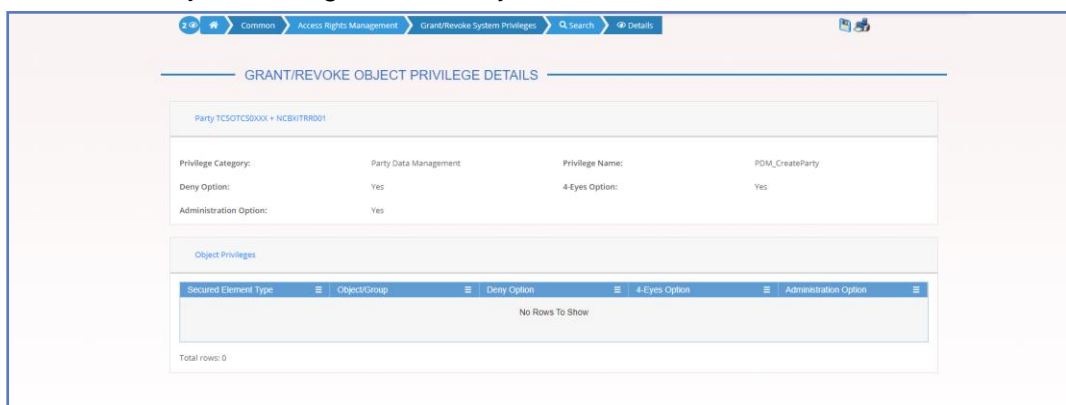 2 Common Access Rights Management Grant/Revoke System Privileges Search Details
GRANT/REVOKE OBJECT PRIVILEGE DETAILS
Party TCSOTCS0XXX + NCBXITRR001
Privilege Category: Party Data Management Privilege Name: PDM_CreateParty
Deny Option: Yes 4-Eyes Option: Yes
Administration Option: Yes
Object Privileges
Secured Element Type Object/Group Deny Option 4-Eyes Option Administration Option
No Rows To Show
Total rows: 0